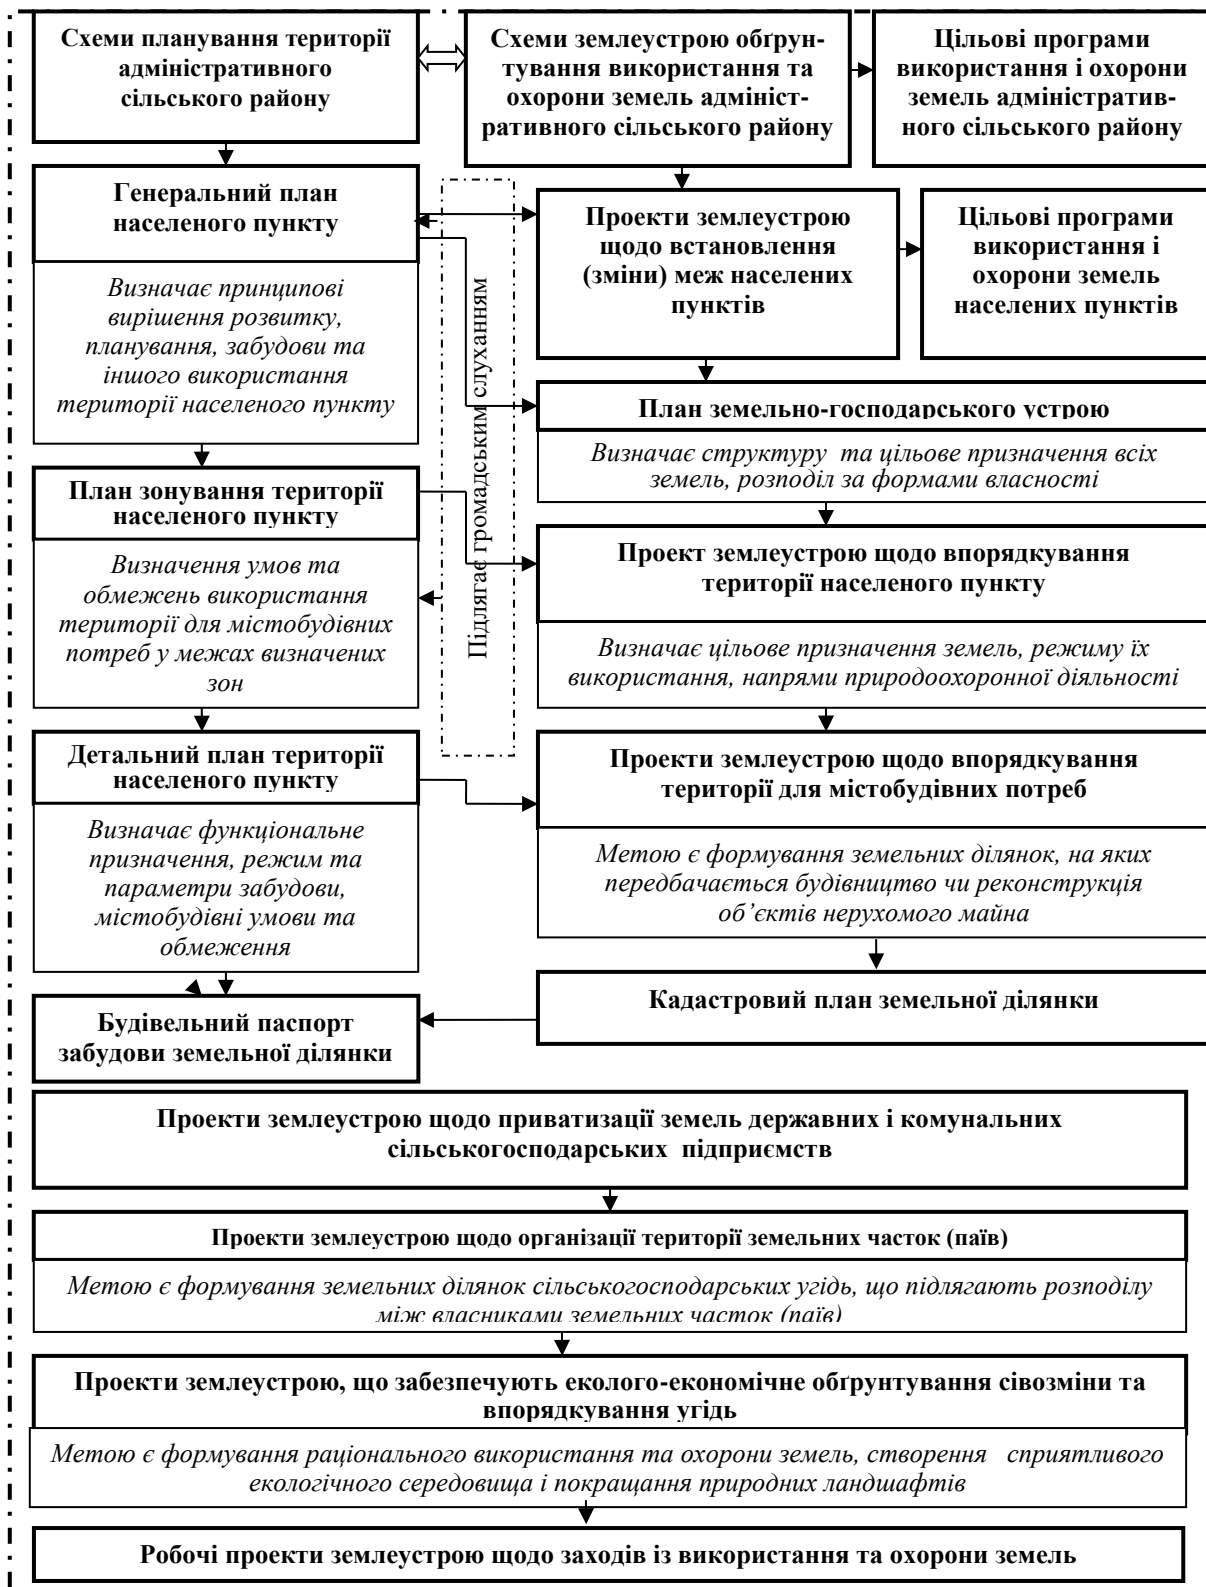 Схеми планування території
адміністративного
сільського району
Схеми землеустрою обґрун-
тування використання та
охорони земель адмініст-
ративного сільського району
Цільові програми
використання і охорони
земель адміністратив-
ного сільського району
Генеральний план
населеного пункту
Визначає принципові
вирішення розвитку,
планування, забудови та
іншого використання
території населеного пункту
Підлягає громадським слуханням
Проекти землеустрою
щодо встановлення
(зміни) меж населених
пунктів
Цільові програми
використання і
охорони земель
населених пунктів
План земельно-господарського устрою
Визначає структуру та цільове призначення всіх
земель, розподіл за формами власності
План зонування території
населеного пункту
Визначення умов та
обмежень використання
території для містобудівних
потреб у межах визначених
зон
Проект землеустрою щодо впорядкування
території населеного пункту
Визначає цільове призначення земель, режиму їх
використання, напрями природоохоронної діяльності
Детальний план території
населеного пункту
Визначає функціональне
призначення, режим та
параметри забудови,
містобудівні умови та
обмеження
Проекти землеустрою щодо впорядкування
території для містобудівних потреб
Метою є формування земельних ділянок, на яких
передбачається будівництво чи реконструкція
об’єктів нерухомого майна
Кадастровий план земельної ділянки
Будівельний паспорт
забудови земельної ділянки
Проекти землеустрою щодо приватизації земель державних і комунальних
сільськогосподарських підприємств
Проекти землеустрою щодо організації території земельних часток (паїв)
Метою є формування земельних ділянок сільськогосподарських угідь, що підлягають розподілу
між власниками земельних часток (паїв)
Проекти землеустрою, що забезпечують еколого-економічне обґрунтування сівозміни та
впорядкування угідь
Метою є формування раціонального використання та охорони земель, створення сприятливого
екологічного середовища і покращання природних ландшафтів
Робочі проекти землеустрою щодо заходів із використання та охорони земель